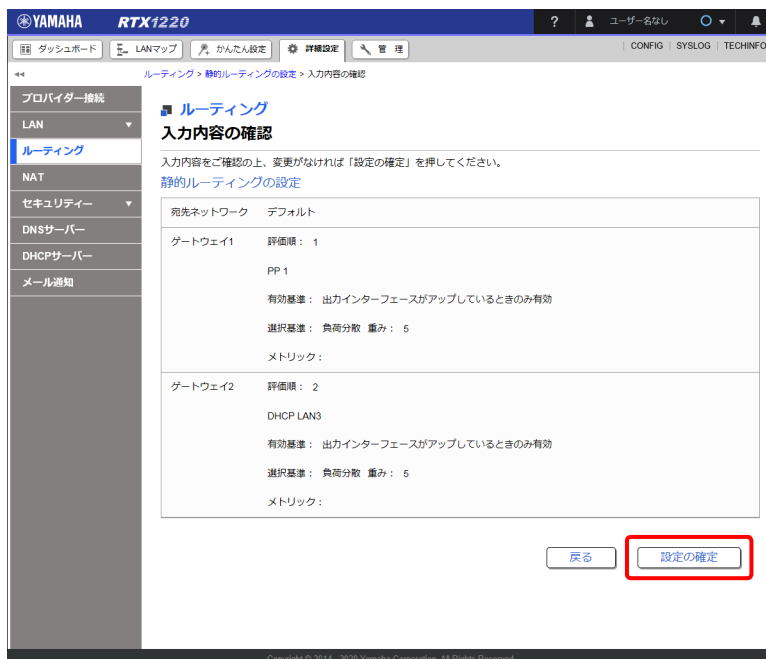 YAMAHA RTX1220 ? ユーザー名なし
ダッシュボード LANマップ かんたん設定 詳細設定 管 理 CONFIG SYSLOG TECHINFO
◂◂ ルーティング > 静的ルーティングの設定 > 入力内容の確認
プロバイダー接続
LAN ▼
ルーティング
NAT
セキュリティー ▼
DNSサーバー
DHCPサーバー
メール通知
ルーティング
入力内容の確認
入力内容をご確認の上、変更がなければ「設定の確定」を押してください。
静的ルーティングの設定
宛先ネットワーク デフォルト
ゲートウェイ1 評価順： 1
PP 1
有効基準： 出力インターフェースがアップしているときのみ有効
選択基準： 負荷分散 重み： 5
メトリック：
ゲートウェイ2 評価順： 2
DHCP LAN3
有効基準： 出力インターフェースがアップしているときのみ有効
選択基準： 負荷分散 重み： 5
メトリック：
戻る 設定の確定
Copyright © 2014 - 2020 Yamaha Corporation. All Rights Reserved.